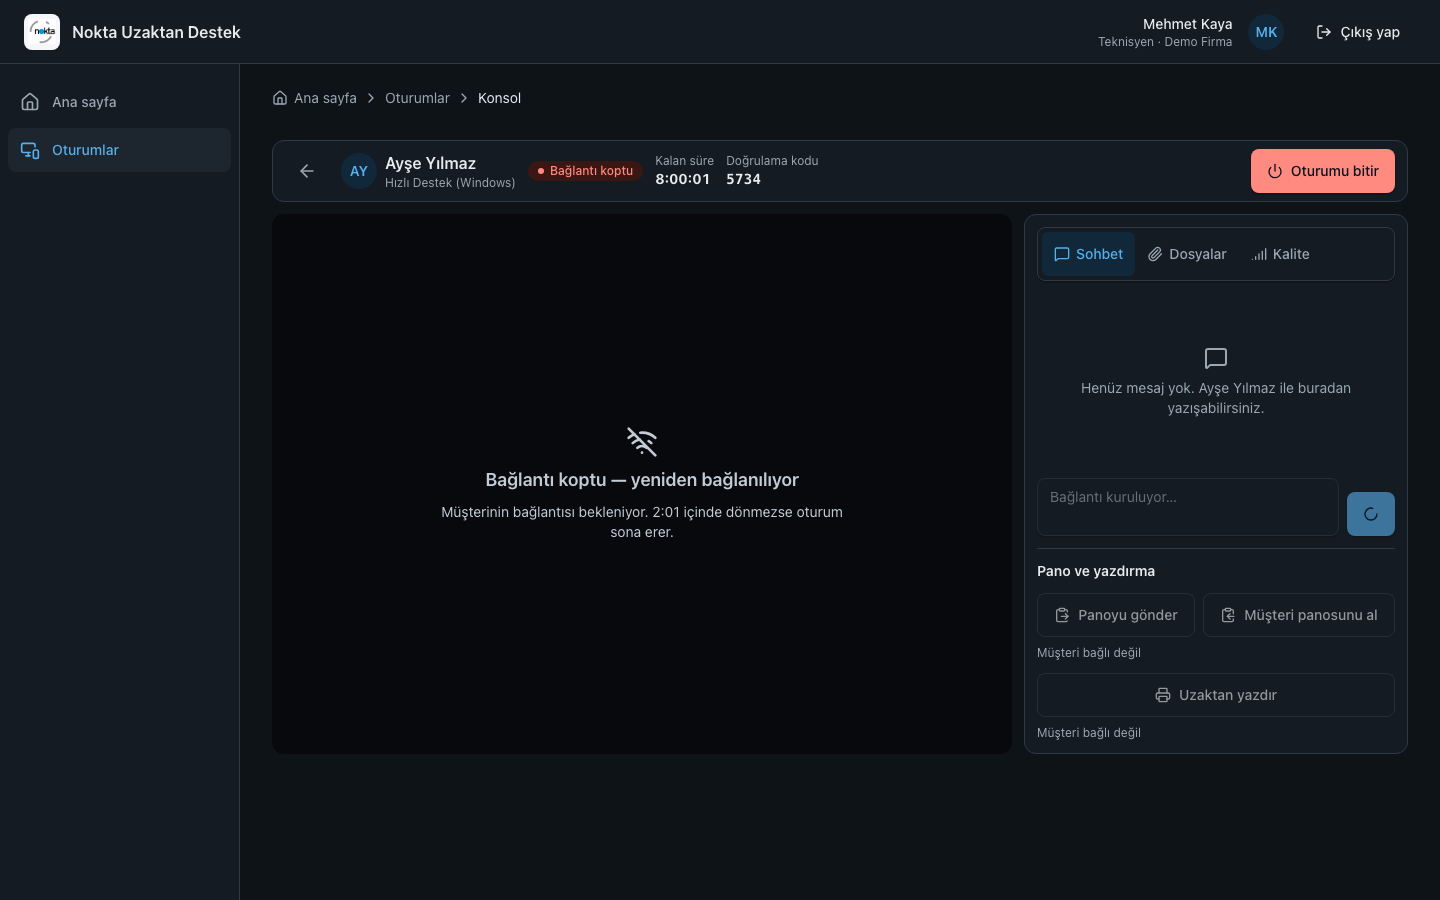 nokta
Nokta Uzaktan Destek
Mehmet Kaya
Teknisyen · Demo Firma
MK
Çıkış yap
Ana sayfa
Oturumlar
Ana sayfa
Oturumlar
Konsol
AY
Ayşe Yılmaz
Hızlı Destek (Windows)
Bağlantı koptu
Kalan süre
8:00:01
Doğrulama kodu
5734
Oturumu bitir
Bağlantı koptu — yeniden bağlanılıyor
Müşterinin bağlantısı bekleniyor. 2:01 içinde dönmezse oturum
sona erer.
Sohbet
Dosyalar
Kalite
Henüz mesaj yok. Ayşe Yılmaz ile buradan
yazışabilirsiniz.
Bağlantı kuruluyor...
Pano ve yazdırma
Panoyu gönder
Müşteri panosunu al
Müşteri bağlı değil
Uzaktan yazdır
Müşteri bağlı değil